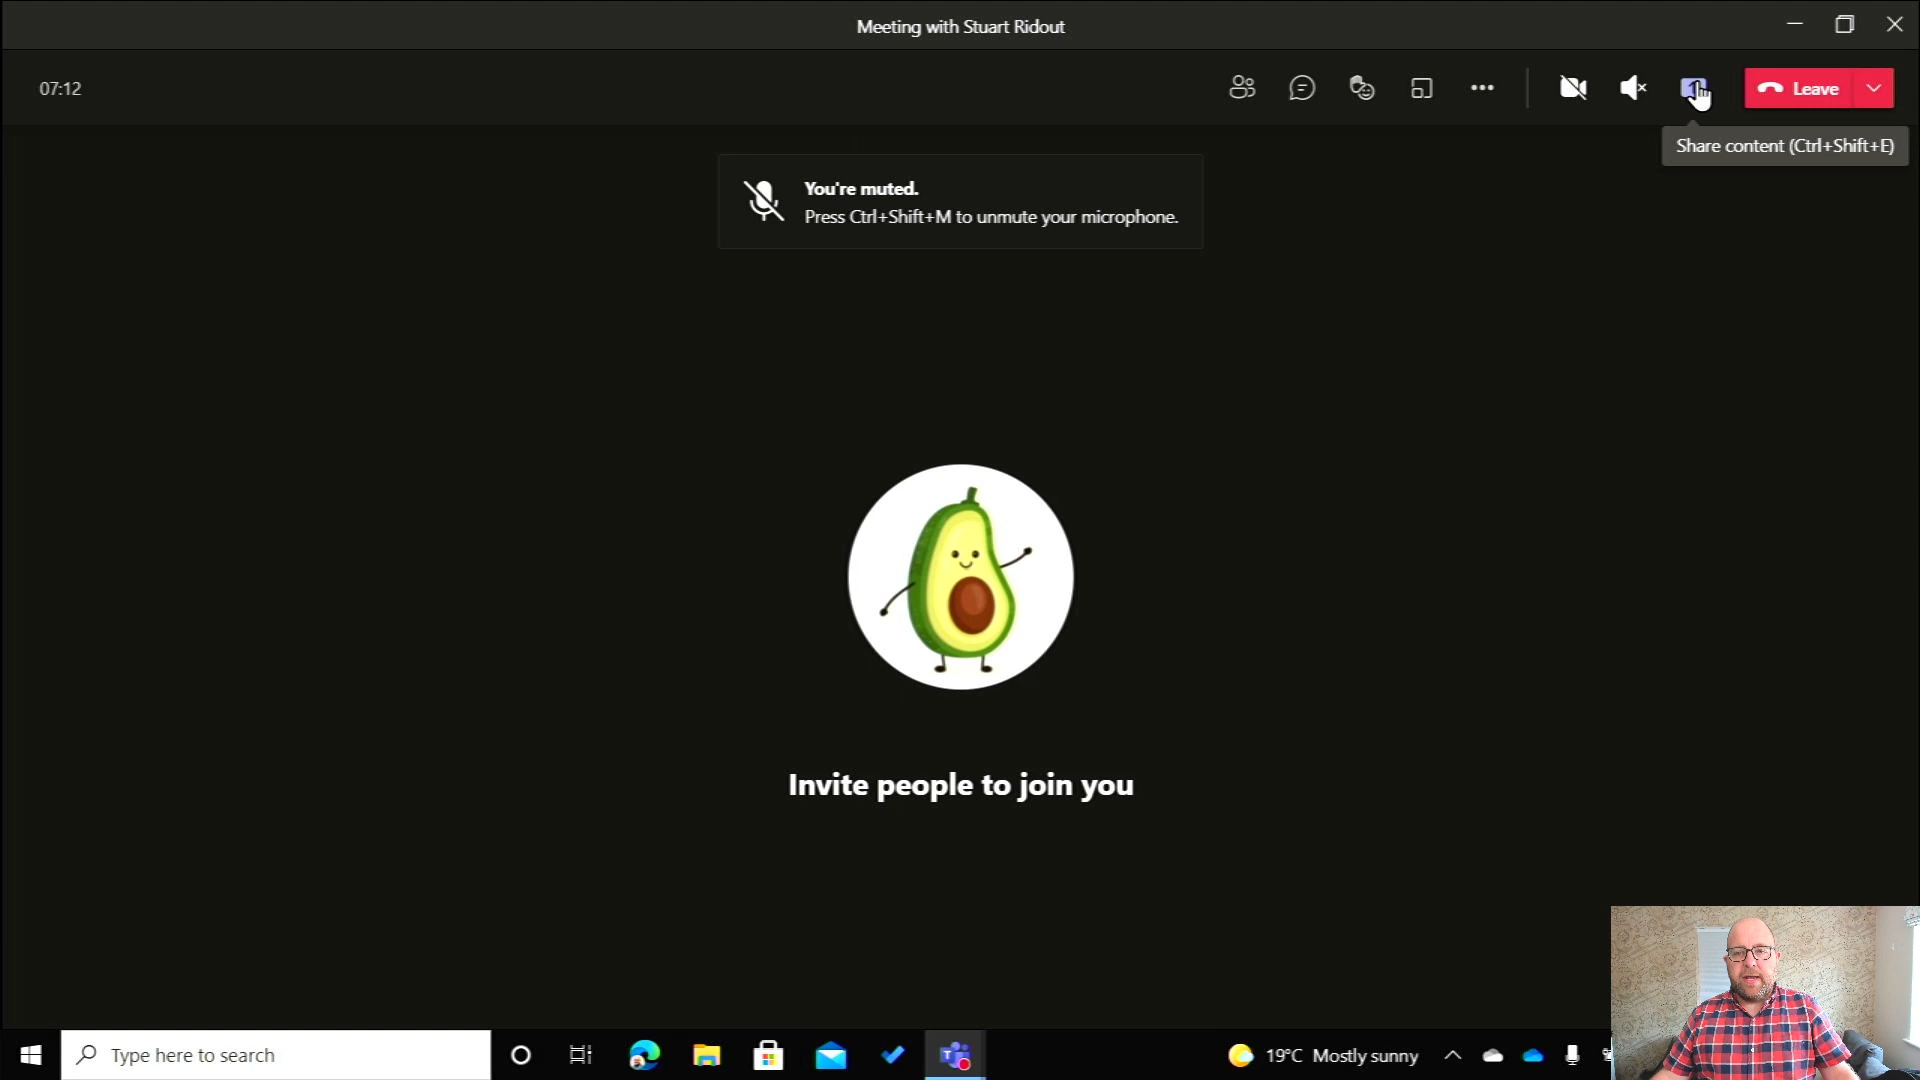 Meeting with Stuart Ridout
07:12
Leave
Share content (Ctrl+Shift+E)
You're muted.
Press Ctrl+Shift+M to unmute your microphone.
Invite people to join you
Type here to search
19°C Mostly sunny